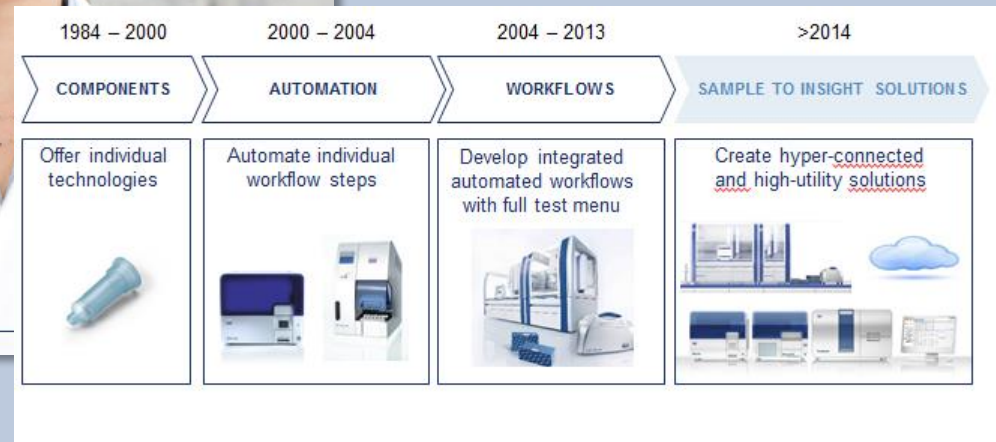 1984 – 2000
2000 – 2004
2004 – 2013
>2014
COMPONENTS
AUTOMATION
WORKFLOWS
SAMPLE TO INSIGHT SOLUTIONS
Offer individual
technologies
Automate individual
workflow steps
Develop integrated
automated workflows
with full test menu
Create hyper-connected
and high-utility solutions